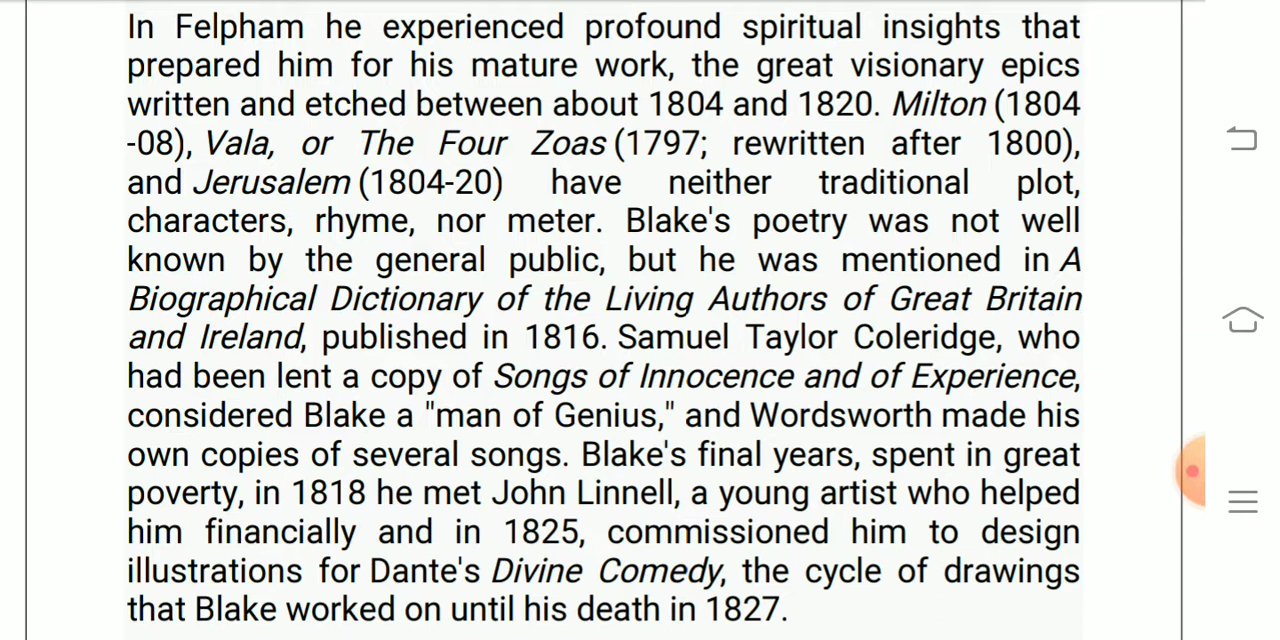 In Felpham he experienced profound spiritual insights that
prepared him for his mature work, the great visionary epics
written and etched between about 1804 and 1820. Milton (1804
-08), Vala, or The Four Zoas (1797; rewritten after 1800),
and Jerusalem (1804-20) have neither traditional plot,
characters, rhyme, nor meter. Blake's poetry was not well
known by the general public, but he was mentioned in A
Biographical Dictionary of the Living Authors of Great Britain
and Ireland, published in 1816. Samuel Taylor Coleridge, who
had been lent a copy of Songs of Innocence and of Experience,
considered Blake a "man of Genius," and Wordsworth made his
own copies of several songs. Blake's final years, spent in great
poverty, in 1818 he met John Linnell, a young artist who helped
him financially and in 1825, commissioned him to design
illustrations for Dante's Divine Comedy, the cycle of drawings
that Blake worked on until his death in 1827.